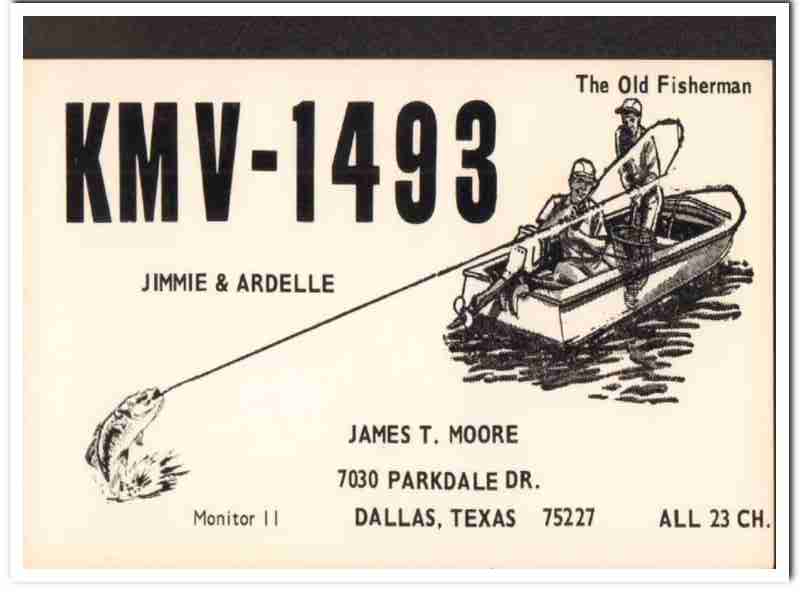 The Old Fisherman
KMV-1493
JIMMIE & ARDELLE
JAMES T. MOORE
7030 PARKDALE DR.
Monitor 11 DALLAS, TEXAS 75227 ALL 23 CH.